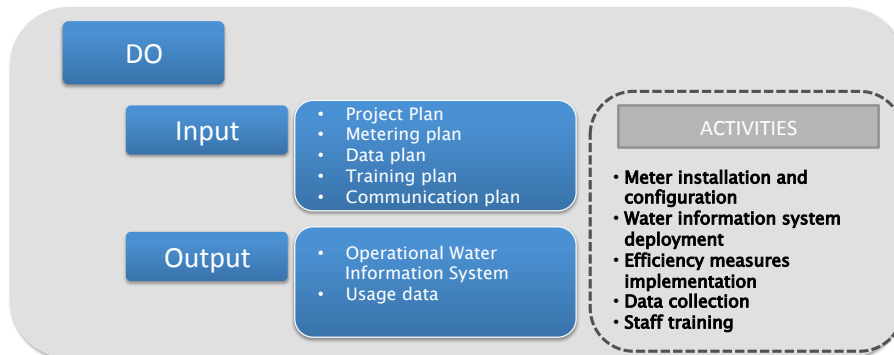 DO
Input
• Project Plan
• Metering plan
• Data plan
• Training plan
• Communication plan
Output
• Operational Water
Information System
• Usage data
ACTIVITIES
• Meter installation and
configuration
• Water information system
deployment
• Efficiency measures
implementation
• Data collection
• Staff training